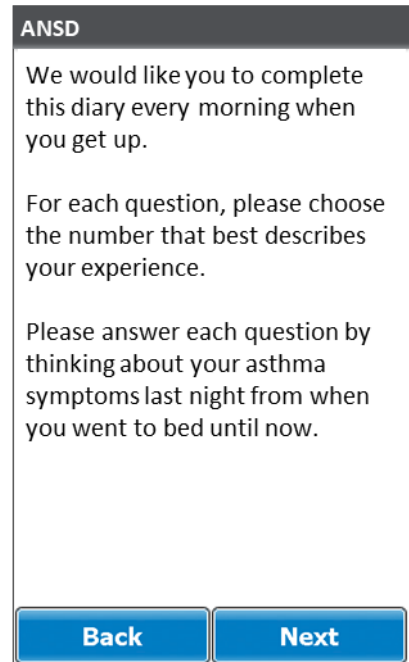 ANSD
We would like you to complete
this diary every morning when
you get up.
For each question, please choose
the number that best describes
your experience.
Please answer each question by
thinking about your asthma
symptoms last night from when
you went to bed until now.
Back Next